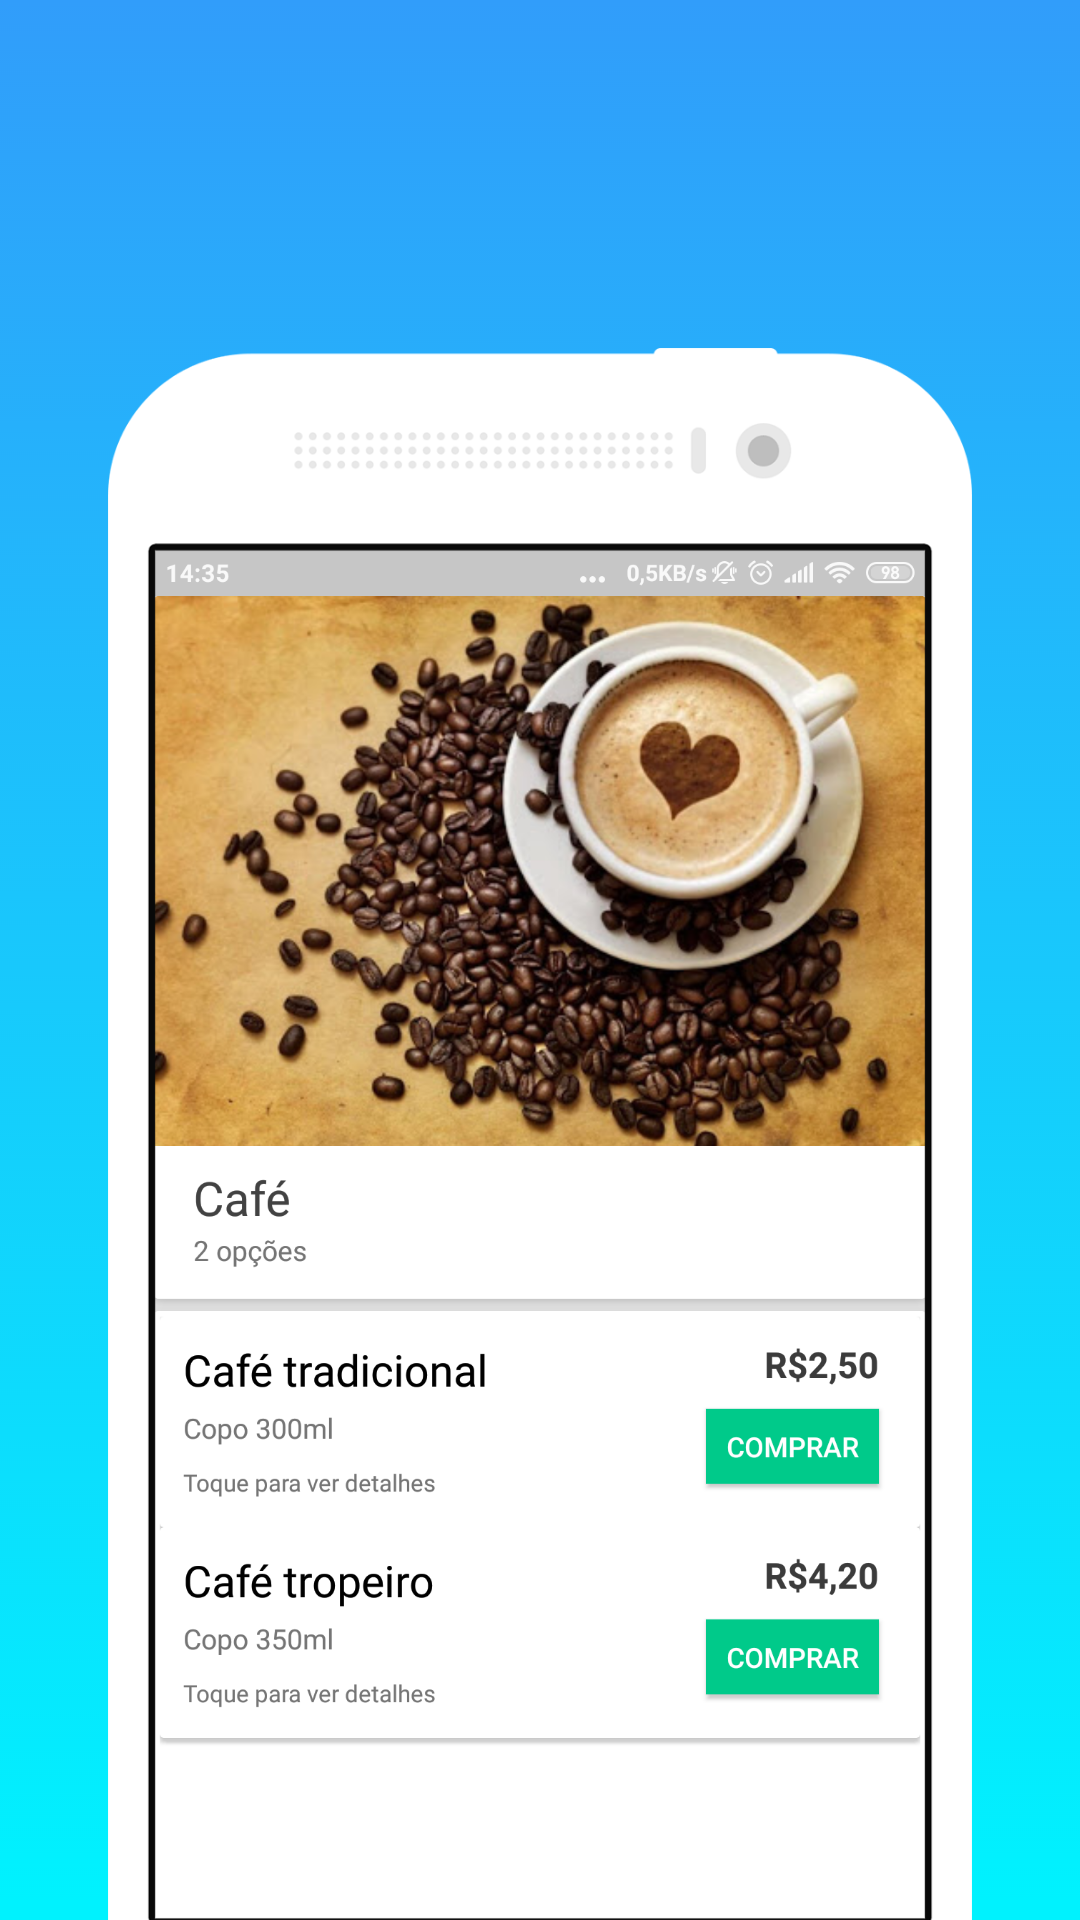 14:35 ... 0,5KB/s 98
Café
2 opções
Café tradicional
R$2,50
Copo 300ml
COMPRAR
Toque para ver detalhes
Café tropeiro
R$4,20
Copo 350ml
COMPRAR
Toque para ver detalhes